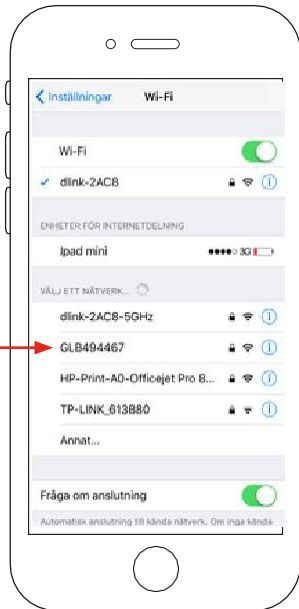 Inställningar Wi-Fi
Wi-Fi
dlink-2AC8
ENHETER FÖR INTERNETDELNING
Ipad mini 3G
VÄLJ ETT NÄTVERK...
dlink-2AC8-5GHz
GLB494467
HP-Print-A0-Officejet Pro 8...
TP-LINK_613B80
Annat...
Fråga om anslutning
Automatisk anslutning till kända nätverk. Om inga kända